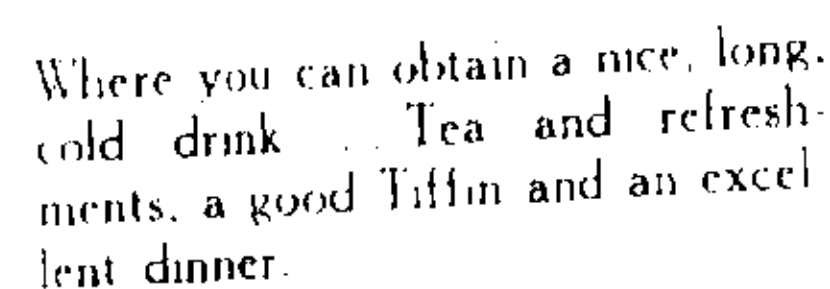 Where you can obtain a nice, long,
cold drink . . Tea and refresh-
ments, a good Tiffin and an excel
lent dinner.